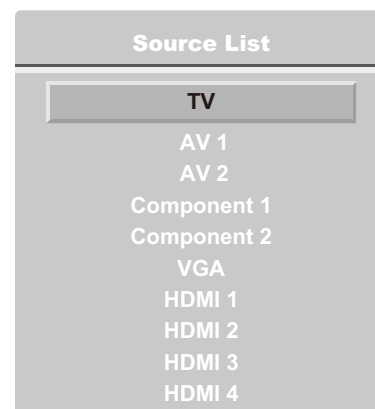 Source List
TV
AV 1
AV 2
Component 1
Component 2
VGA
HDMI 1
HDMI 2
HDMI 3
HDMI 4